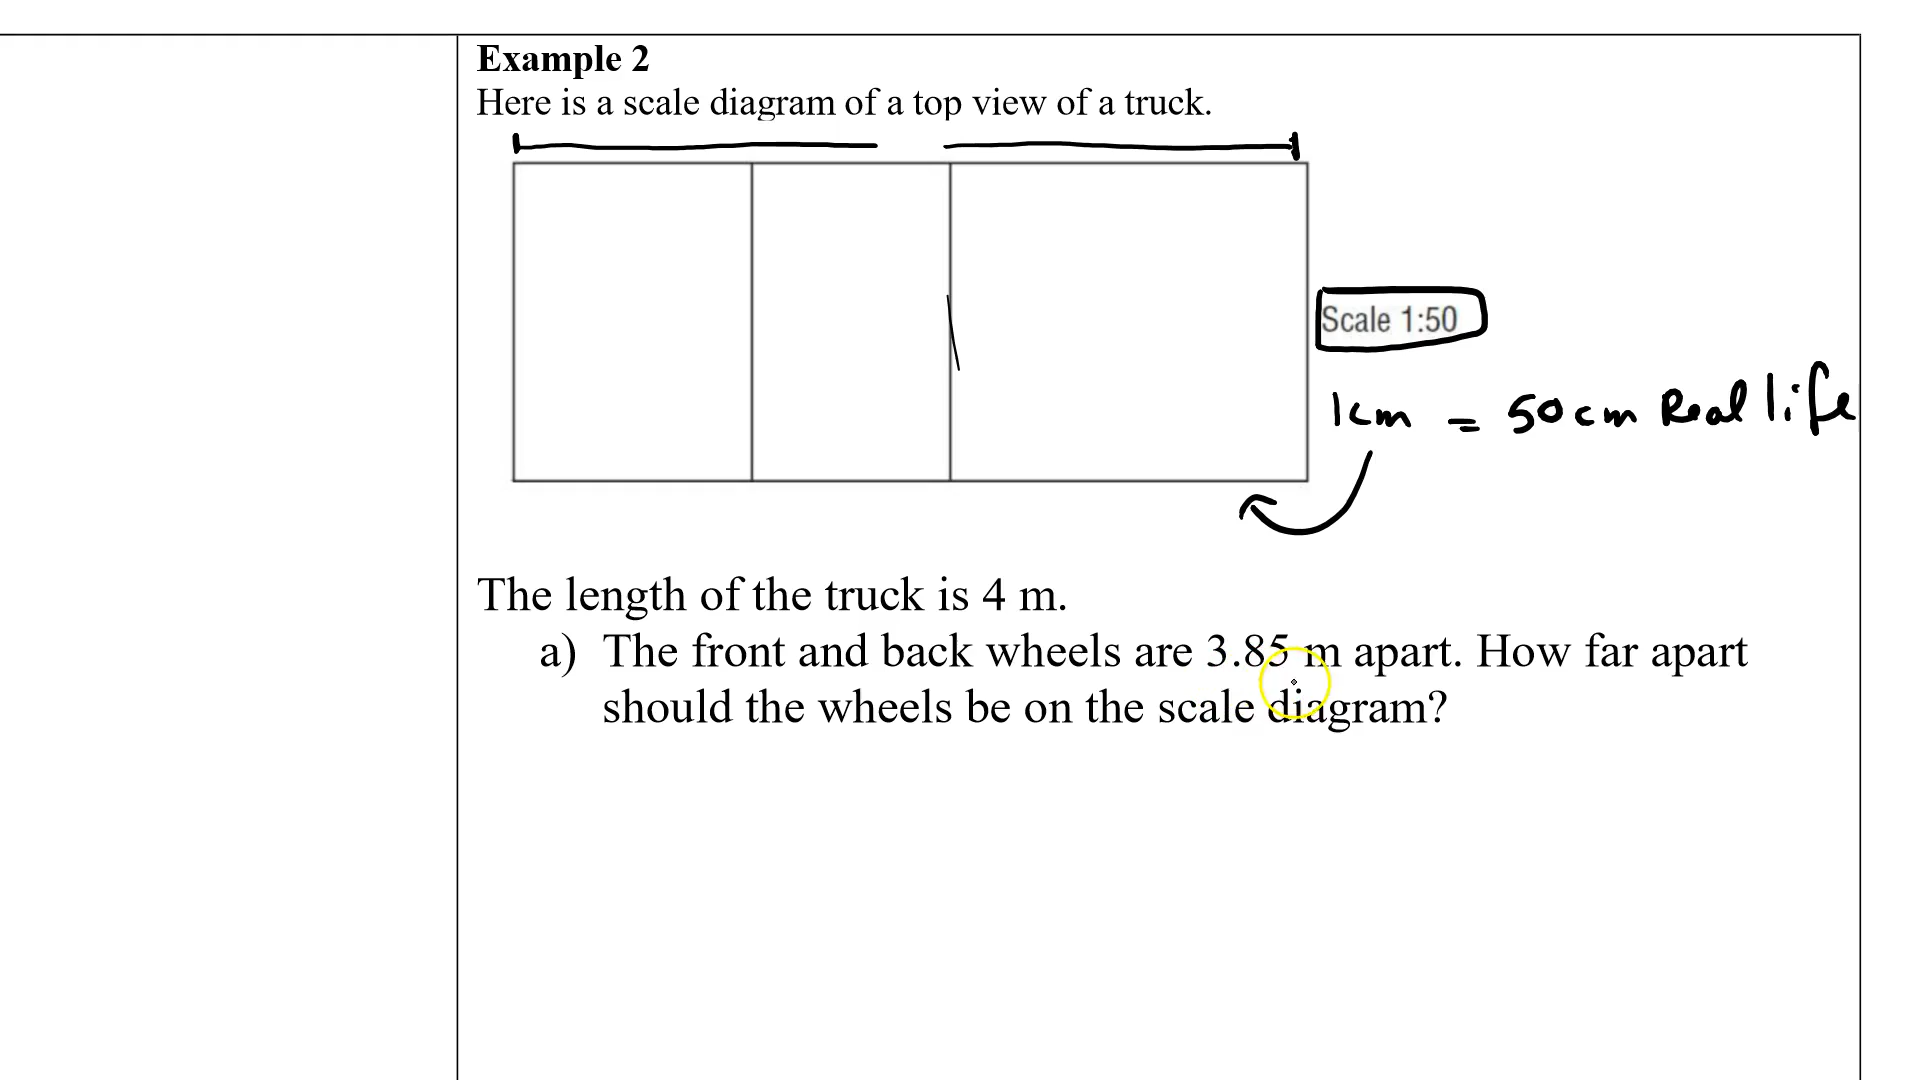 Example 2
Here is a scale diagram of a top view of a truck.
Scale 1:50
1cm = 50cm Real life
The length of the truck is 4 m.
a) The front and back wheels are 3.85 m apart. How far apart
should the wheels be on the scale diagram?